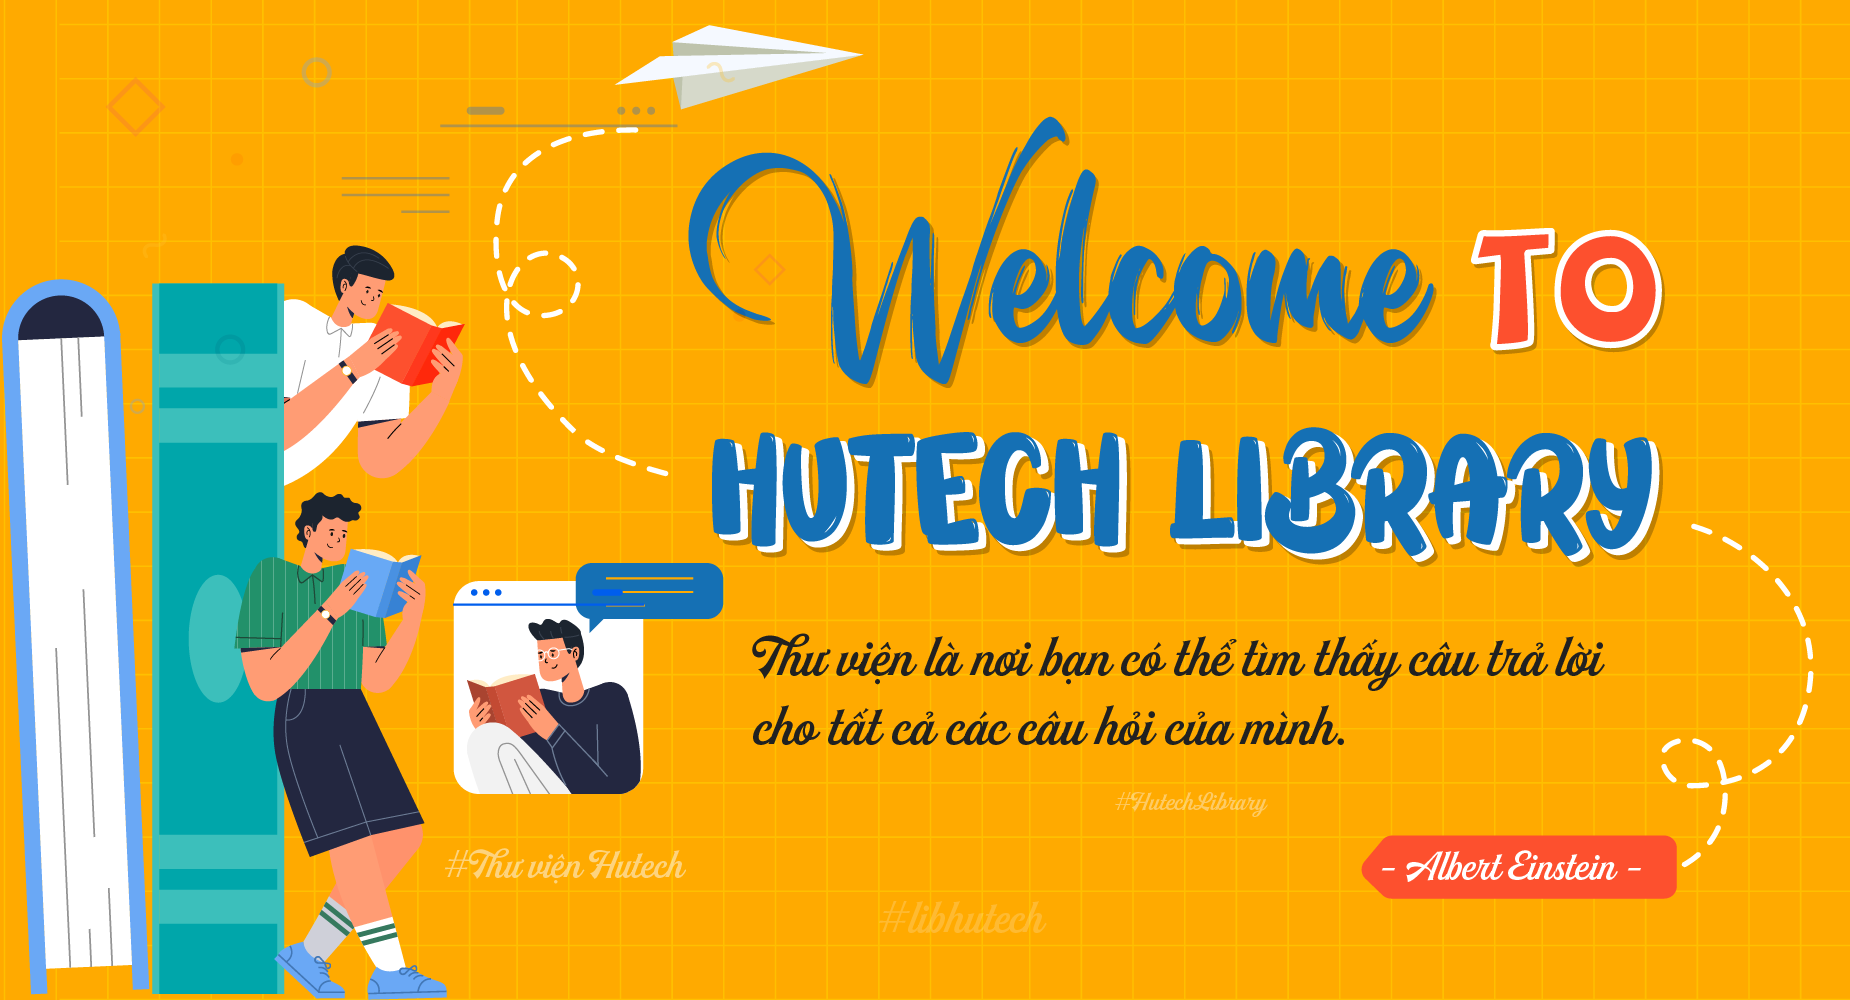 Welcome TO
HUTECH LIBRARY
Thư viện là nơi bạn có thể tìm thấy câu trả lời
cho tất cả các câu hỏi của mình.
#HutechLibrary
- Albert Einstein -
#Thư viện Hutech
#libhutech